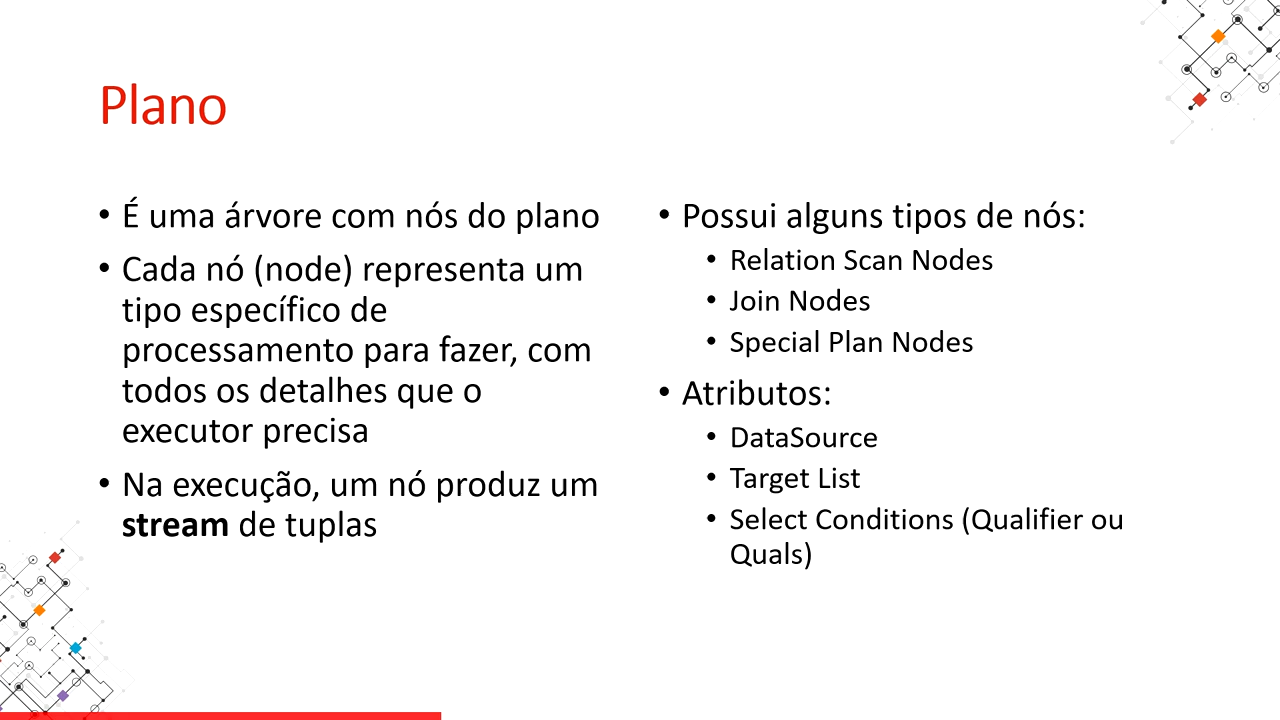 Plano
• É uma árvore com nós do plano
• Cada nó (node) representa um
tipo específico de
processamento para fazer, com
todos os detalhes que o
executor precisa
• Na execução, um nó produz um
stream de tuplas
• Possui alguns tipos de nós:
• Relation Scan Nodes
• Join Nodes
• Special Plan Nodes
• Atributos:
• DataSource
• Target List
• Select Conditions (Qualifier ou
Quals)